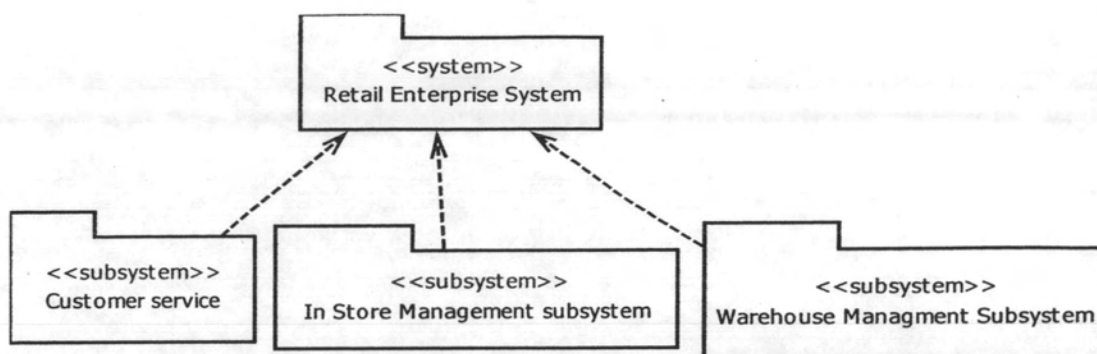 <<system>>
Retail Enterprise System
<<subsystem>>
Customer service
<<subsystem>>
In Store Management subsystem
<<subsystem>>
Warehouse Managment Subsystem